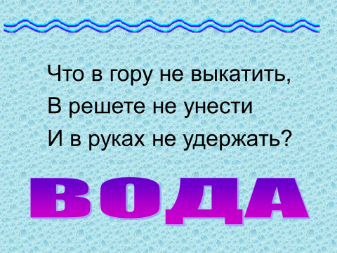 Что в гору не выкатить,
В решете не унести
И в руках не удержать?
ВОДА